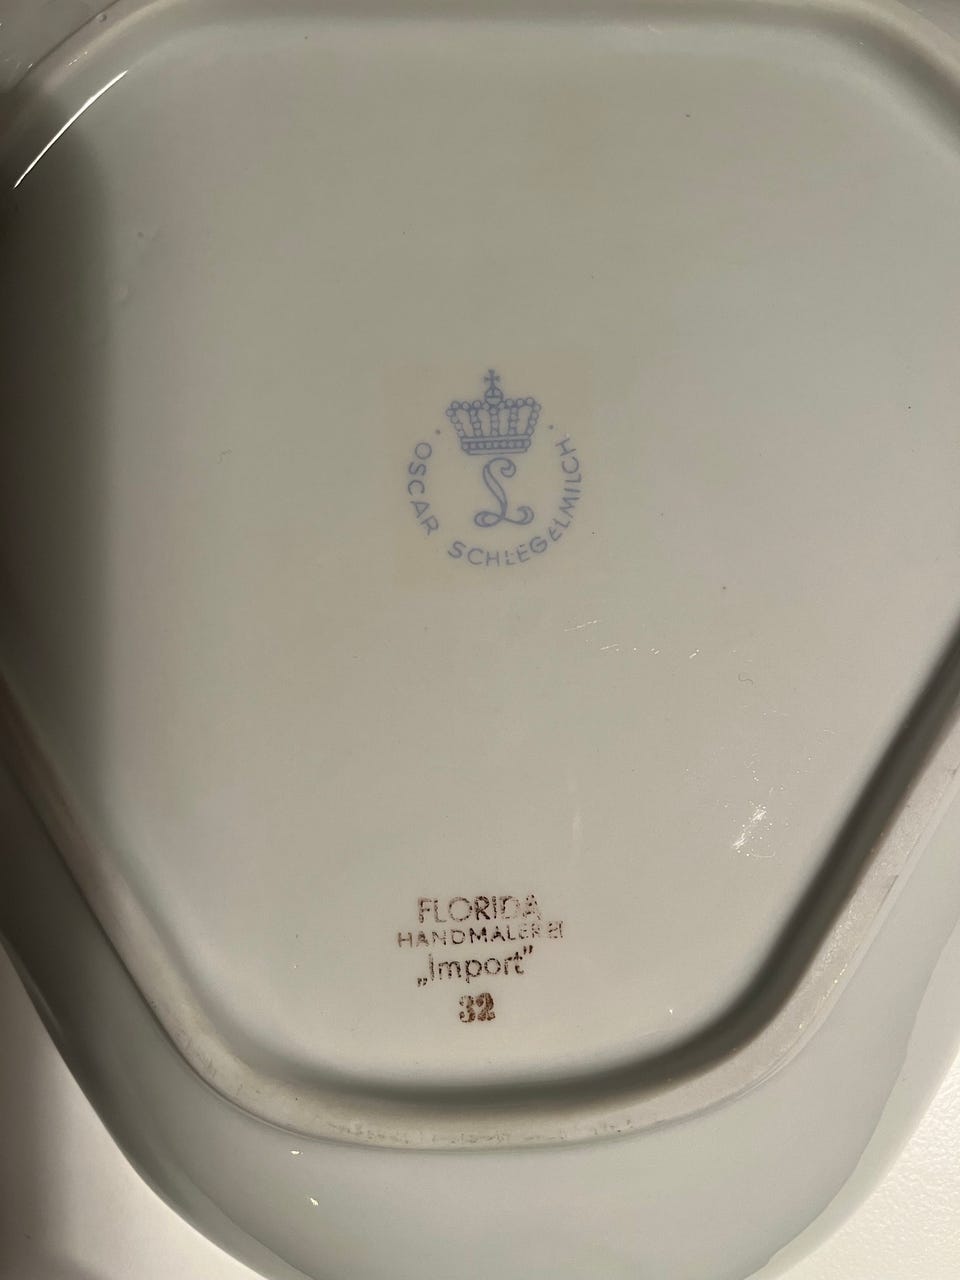 L
OSCAR SCHLEGELMILCH
FLORIDA
HANDMALEREI
„Import”
32